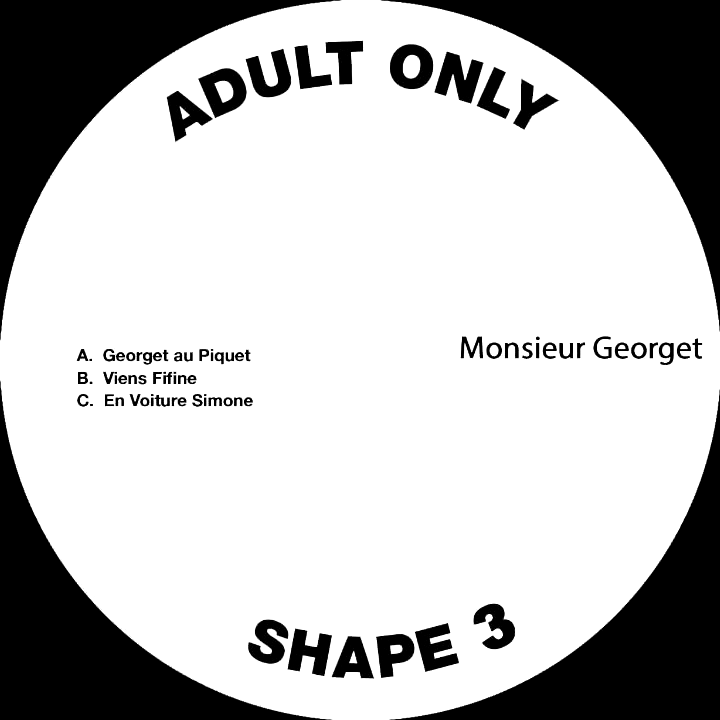 ADULT ONLY
Monsieur Georget
A. Georget au Piquet
B. Viens Fifine
C. En Voiture Simone
SHAPE 3